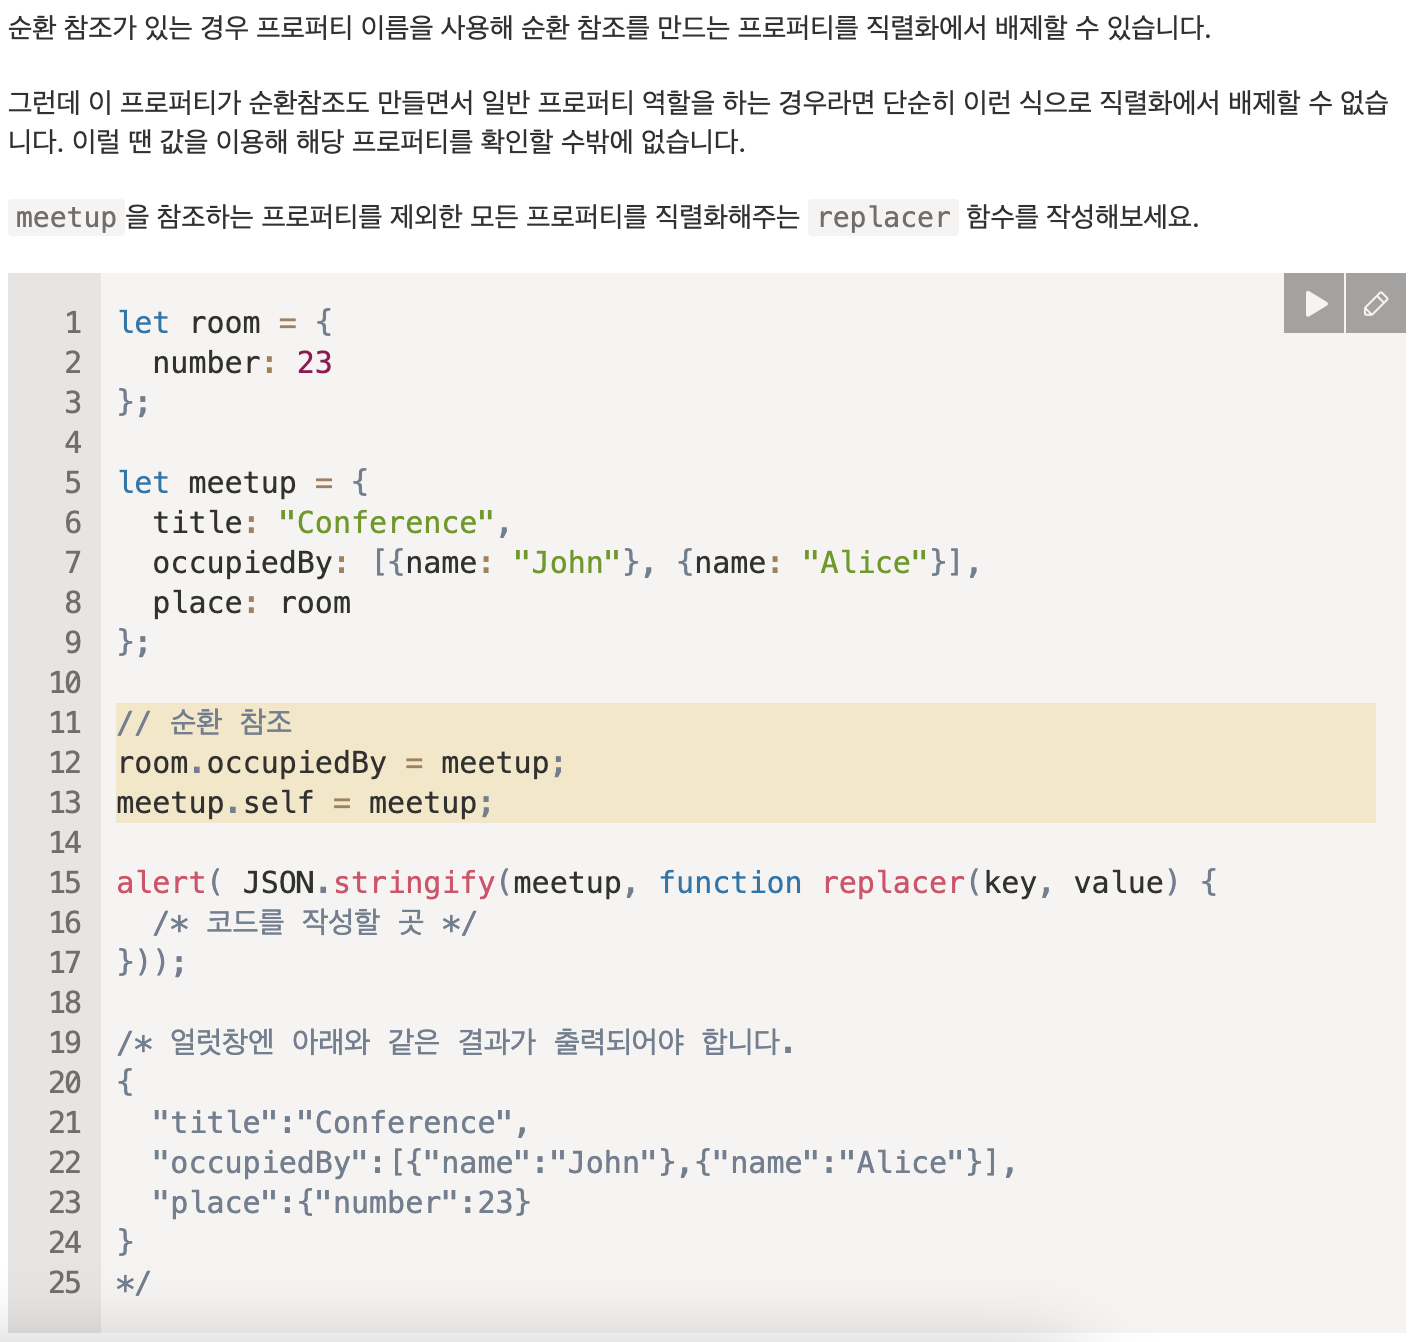 순환 참조가 있는 경우 프로퍼티 이름을 사용해 순환 참조를 만드는 프로퍼티를 직렬화에서 배제할 수 있습니다.
그런데 이 프로퍼티가 순환참조도 만들면서 일반 프로퍼티 역할을 하는 경우라면 단순히 이런 식으로 직렬화에서 배제할 수 없습
니다. 이럴 땐 값을 이용해 해당 프로퍼티를 확인할 수밖에 없습니다.
meetup을 참조하는 프로퍼티를 제외한 모든 프로퍼티를 직렬화해주는 replacer 함수를 작성해보세요.
1 let room = {
2   number: 23
3 };
4
5 let meetup = {
6   title: "Conference",
7   occupiedBy: [{name: "John"}, {name: "Alice"}],
8   place: room
9 };
10
11 // 순환 참조
12 room.occupiedBy = meetup;
13 meetup.self = meetup;
14
15 alert( JSON.stringify(meetup, function replacer(key, value) {
16   /* 코드를 작성할 곳 */
17 }));
18
19 /* 얼럿창엔 아래와 같은 결과가 출력되어야 합니다.
20 {
21   "title":"Conference",
22   "occupiedBy":[{"name":"John"},{"name":"Alice"}],
23   "place":{"number":23}
24 }
25 */